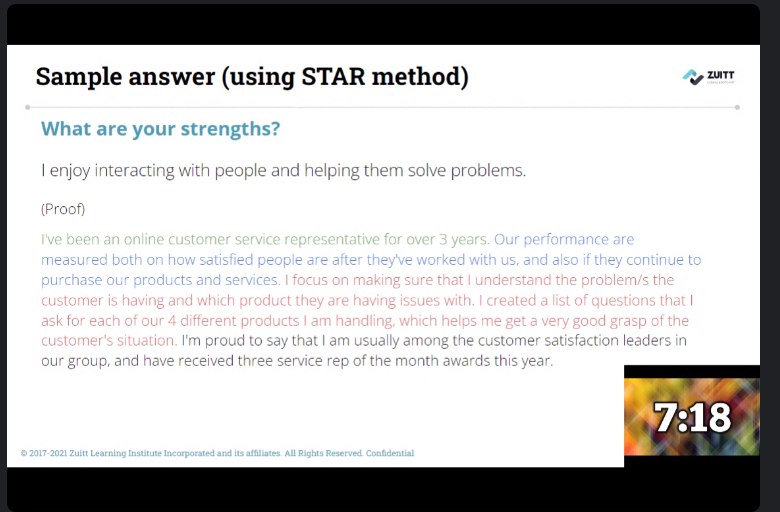 Sample answer (using STAR method)
ZUITT
What are your strengths?
I enjoy interacting with people and helping them solve problems.
(Proof)
I've been an online customer service representative for over 3 years. Our performance are
measured both on how satisfied people are after they've worked with us, and also if they continue to
purchase our products and services. I focus on making sure that I understand the problem/s the
customer is having and which product they are having issues with. I created a list of questions that I
ask for each of our 4 different products I am handling, which helps me get a very good grasp of the
customer's situation. I'm proud to say that I am usually among the customer satisfaction leaders in
our group, and have received three service rep of the month awards this year.
7:18
© 2017-2021 Zuitt Learning Institute Incorporated and its affiliates. All Rights Reserved. Confidential